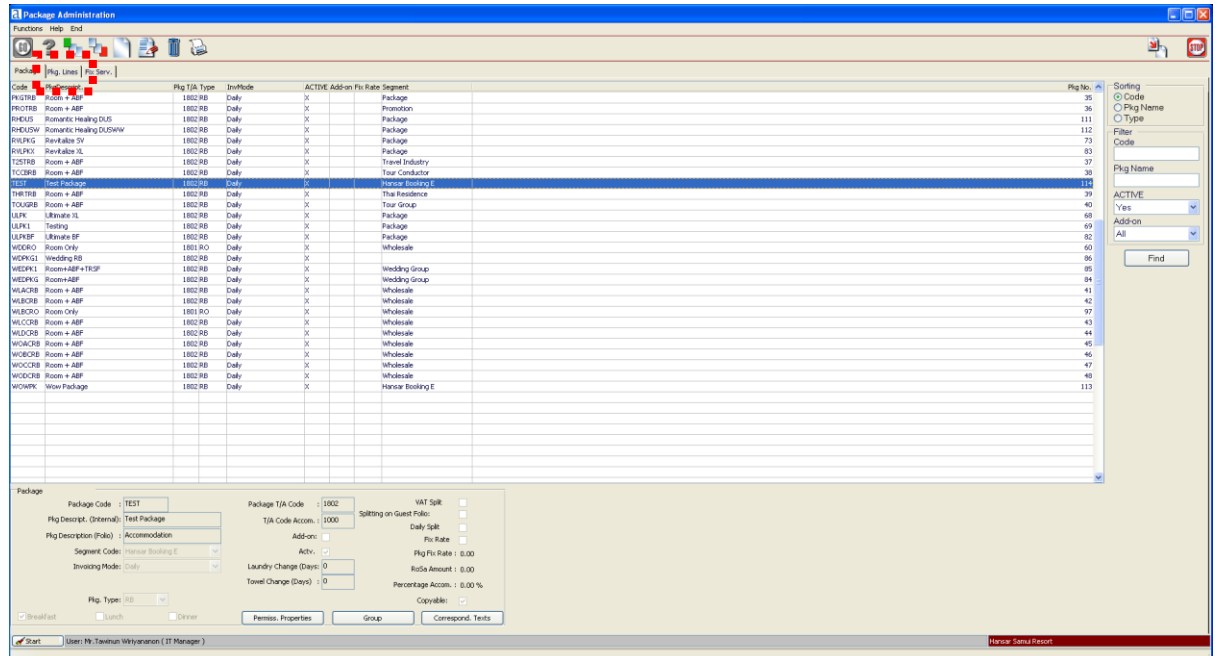 Package Administration
Functions Help End
STOP
Package Pkg. Lines Fix Serv.
Code PkgDescript. Pkg T/A Type InvMode ACTIVE Add-on Fix Rate Segment Pkg No.
PKGTRB Room + ABF 1802 RB Daily X Package 35
PROTRB Room + ABF 1802 RB Daily X Promotion 36
RHDUS Romantic Healing DUS 1802 RB Daily X Package 111
RHDUSW Romantic Healing DUSWW 1802 RB Daily X Package 112
RVLPKG Revitalize SV 1802 RB Daily X Package 73
RVLPKX Revitalize XL 1802 RB Daily X Package 83
T25TRB Room + ABF 1802 RB Daily X Travel Industry 37
TCCBRB Room + ABF 1802 RB Daily X Tour Conductor 38
TEST Test Package 1802 RB Daily X Hansar Booking E 114
THRTRB Room + ABF 1802 RB Daily X Thai Residence 39
TOUGRB Room + ABF 1802 RB Daily X Tour Group 40
ULPK Ultimate XL 1802 RB Daily X Package 68
ULPK1 Testing 1802 RB Daily X Package 69
ULPKBF Ultimate BF 1802 RB Daily X Package 82
WDDRO Room Only 1801 RO Daily X Wholesale 60
WDPKG1 Wedding RB 1802 RB Daily X 86
WEDPK1 Room+ABF+TRSF 1802 RB Daily X Wedding Group 85
WEDPKG Room+ABF 1802 RB Daily X Wedding Group 84
WLACRB Room + ABF 1802 RB Daily X Wholesale 41
WLBCRB Room + ABF 1802 RB Daily X Wholesale 42
WLBCRO Room Only 1801 RO Daily X Wholesale 97
WLCCRB Room + ABF 1802 RB Daily X Wholesale 43
WLDCRB Room + ABF 1802 RB Daily X Wholesale 44
WOACRB Room + ABF 1802 RB Daily X Wholesale 45
WOBCRB Room + ABF 1802 RB Daily X Wholesale 46
WOCCRB Room + ABF 1802 RB Daily X Wholesale 47
WODCRB Room + ABF 1802 RB Daily X Wholesale 48
WOWPK Wow Package 1802 RB Daily X Hansar Booking E 113
Sorting
Code
Pkg Name
Type
Filter
Code
Pkg Name
ACTIVE
Yes
Add-on
All
Find
Package
Package Code : TEST Package T/A Code : 1802 VAT Split
Pkg Descript. (Internal): Test Package T/A Code Accom. : 1000 Splitting on Guest Folio:
Daily Split
Pkg Description (Folio) : Accommodation Add-on: Fix Rate
Segment Code: Hansar Booking E Actv. Pkg Fix Rate : 0.00
Invoicing Mode: Daily Laundry Change (Days: 0 RoSa Amount : 0.00
Towel Change (Days) : 0 Percentage Accom. : 0.00 %
Pkg. Type: RB Copyable:
Breakfast Lunch Dinner Permiss. Properties Group Correspond. Texts
Start User: Mr.Tawinun Wiriyananon ( IT Manager ) Hansar Samui Resort